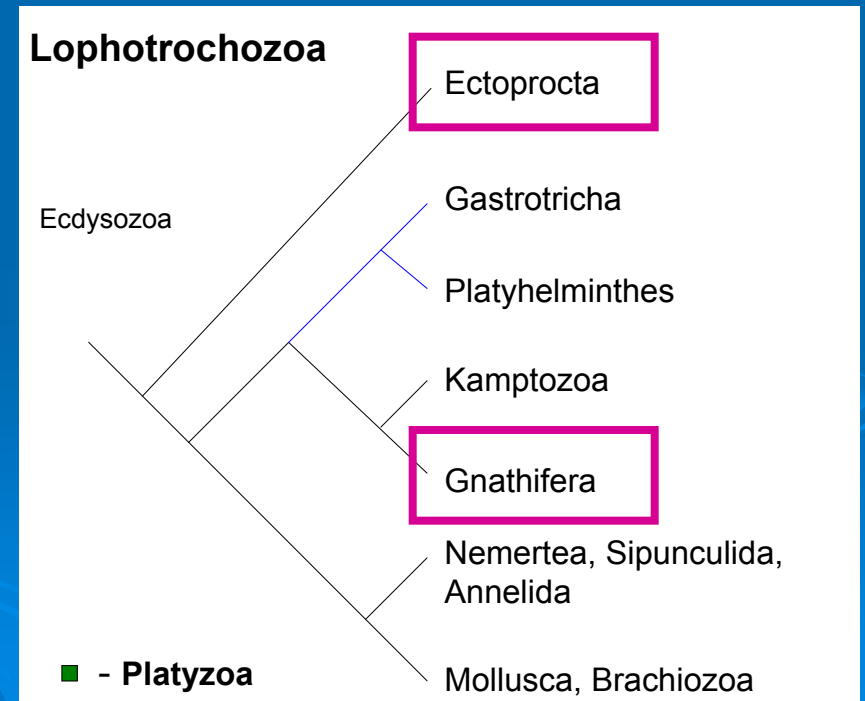 Lophotrochozoa
Ectoprocta
Gastrotricha
Ecdysozoa
Platyhelminthes
Kamptozoa
Gnathifera
Nemertea, Sipunculida,
Annelida
- Platyzoa
Mollusca, Brachiozoa